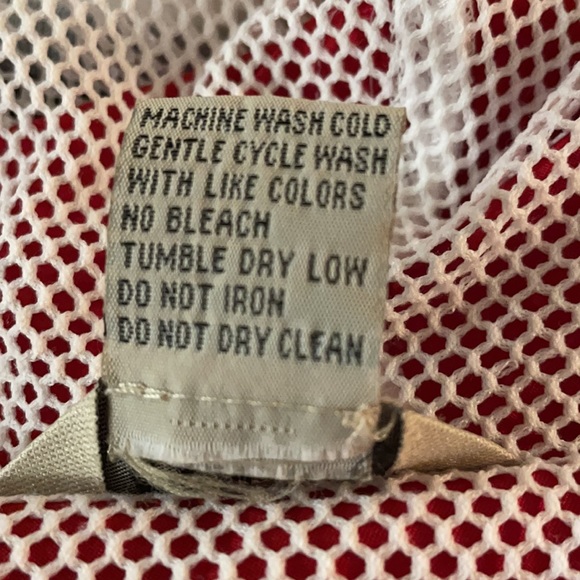 MACHINE WASH COLD
GENTLE CYCLE WASH
WITH LIKE COLORS
NO BLEACH
TUMBLE DRY LOW
DO NOT IRON
DO NOT DRY CLEAN